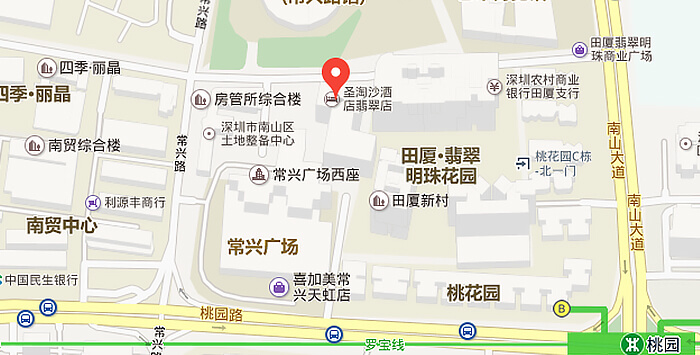 常兴路
田厦翡翠明
珠商业广场
四季·丽晶
四季·丽晶
房管所综合楼
圣淘沙酒
店翡翠店
深圳农村商业
银行田厦支行
深圳市南山区
土地整备中心
南山大道
南贸综合楼
常兴路
田厦·翡翠
明珠花园
桃花园C栋
-北一门
常兴广场西座
利源丰商行
田厦新村
南山大道
南贸中心
常兴广场
中国民生银行
喜加美常
兴天虹店
桃花园
桃园路
B
罗宝线
桃园